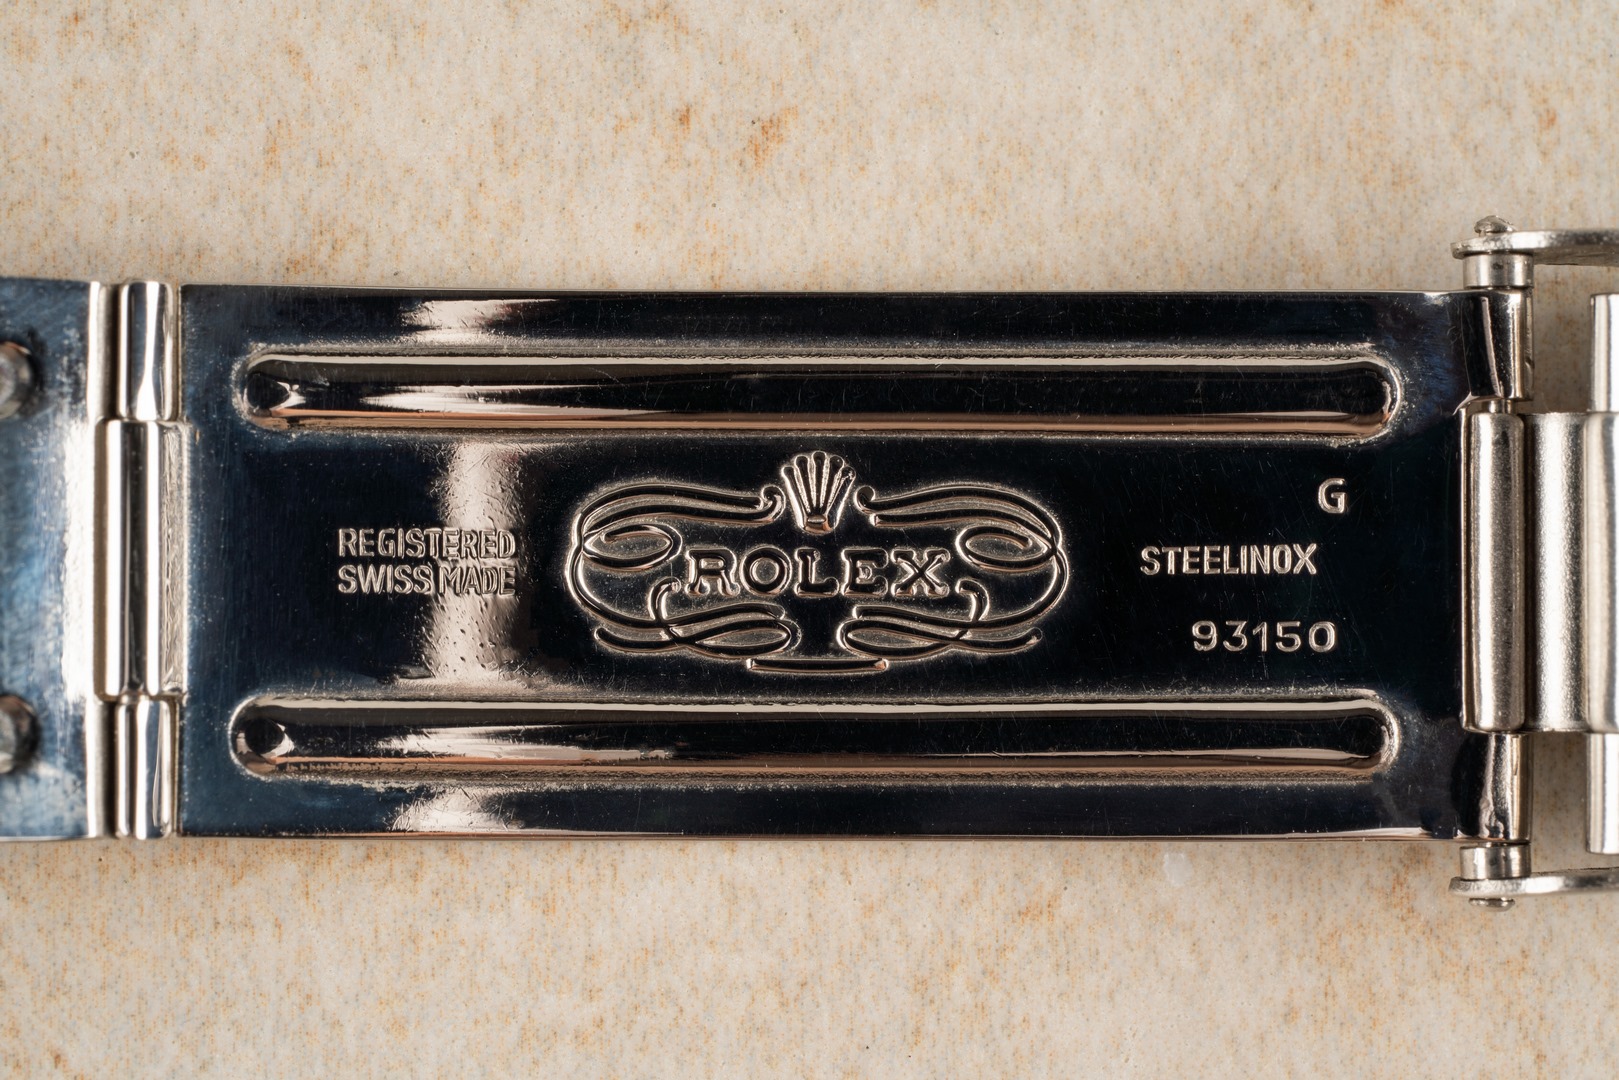 REGISTERED
SWISS MADE
ROLEX
G
STEELINOX
93150